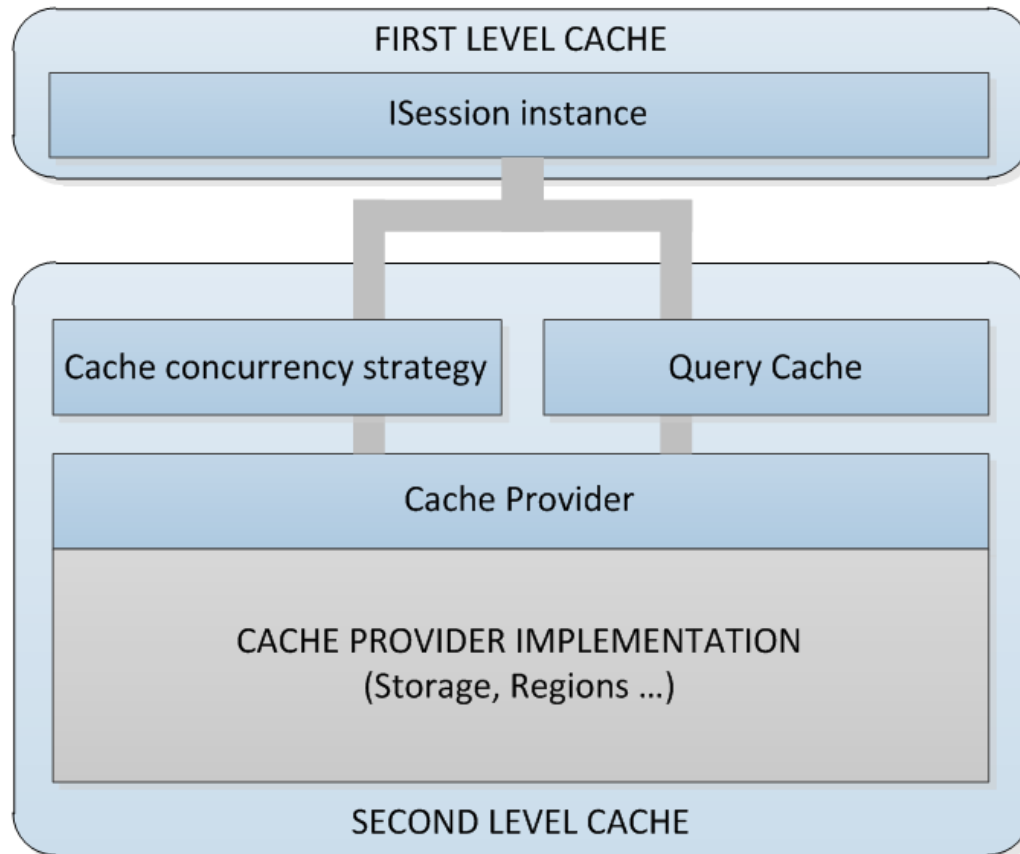 FIRST LEVEL CACHE
ISession instance
Cache concurrency strategy
Query Cache
Cache Provider
CACHE PROVIDER IMPLEMENTATION
(Storage, Regions …)
SECOND LEVEL CACHE